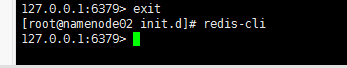 127.0.0.1:6379> exit
[root@namenode02 init.d]# redis-cli
127.0.0.1:6379>